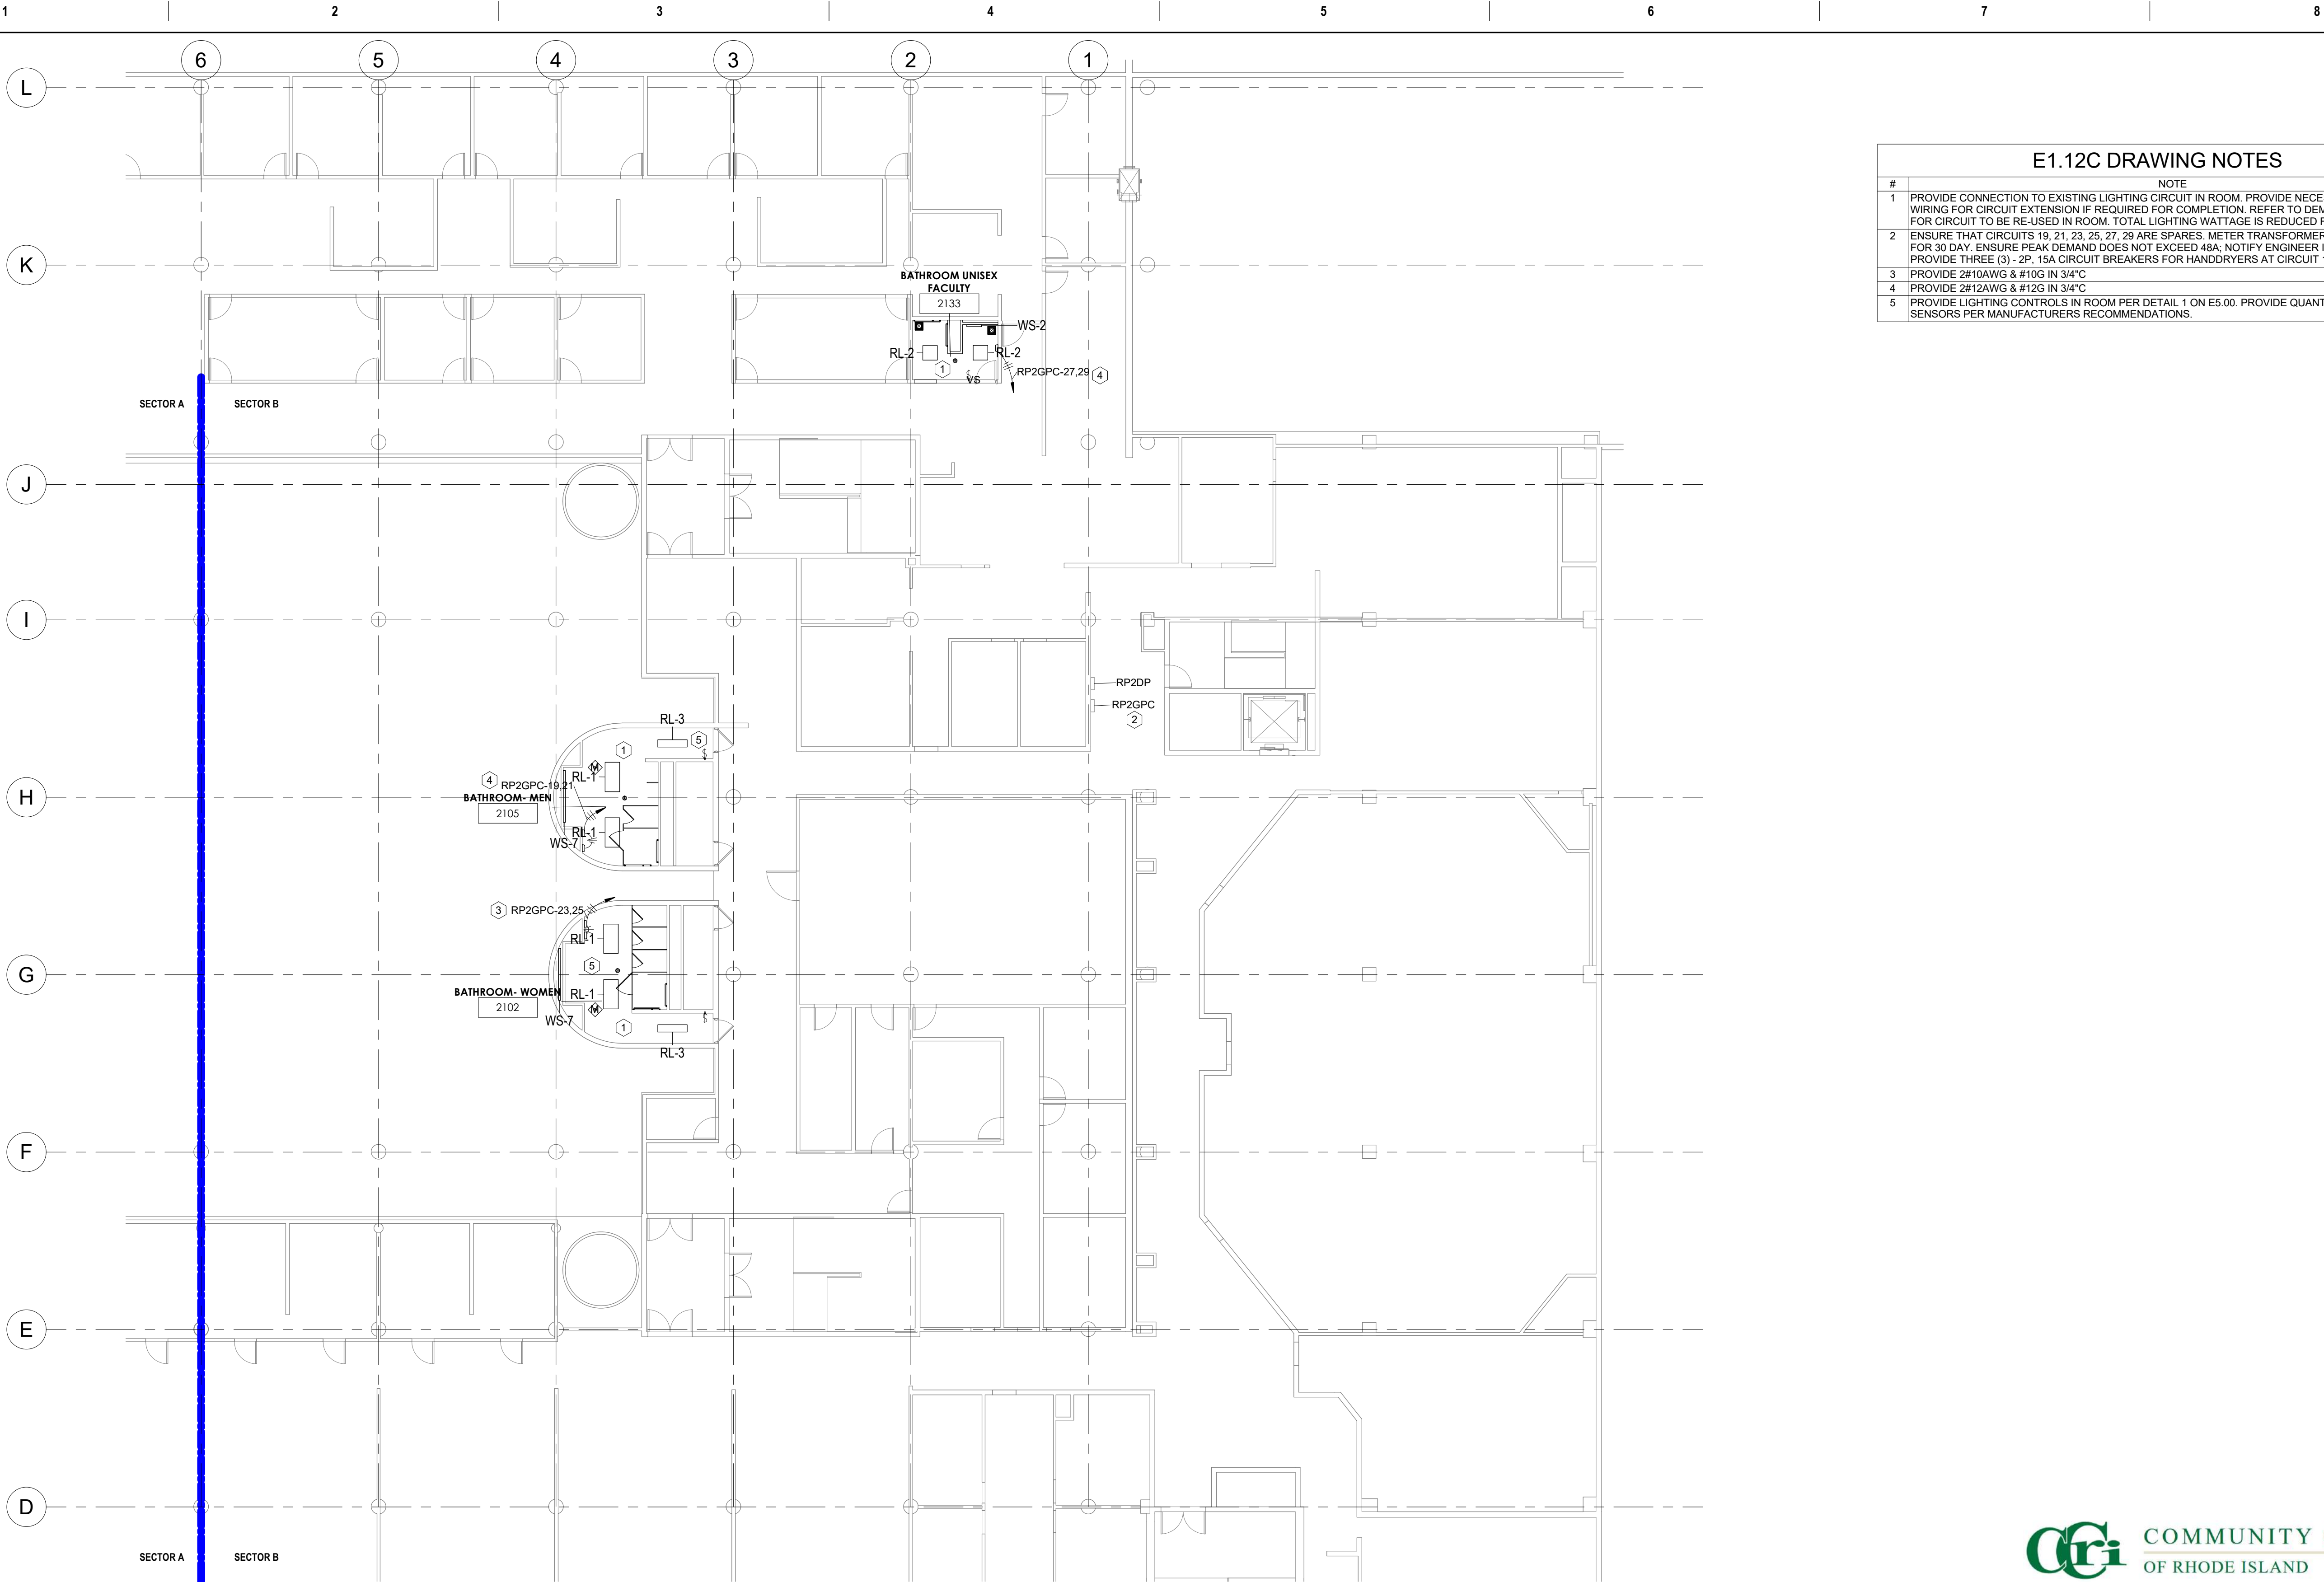 1 2 3 4 5 6 7 8
6 5 4 3 2 1
L
E1.12C DRAWING NOTES
# NOTE
1 PROVIDE CONNECTION TO EXISTING LIGHTING CIRCUIT IN ROOM. PROVIDE
WIRING FOR CIRCUIT EXTENSION IF REQUIRED FOR COMPLETION. REFER TO
FOR CIRCUIT TO BE RE-USED IN ROOM. TOTAL LIGHTING WATTAGE IS REDUCED
2 ENSURE THAT CIRCUITS 19, 21, 23, 25, 27, 29 ARE SPARES. METER TRANSFORMER
FOR 30 DAY. ENSURE PEAK DEMAND DOES NOT EXCEED 48A; NOTIFY ENGINEER
PROVIDE THREE (3) - 2P, 15A CIRCUIT BREAKERS FOR HANDDRYERS AT CIRCUIT
3 PROVIDE 2#10AWG & #10G IN 3/4"C
4 PROVIDE 2#12AWG & #12G IN 3/4"C
5 PROVIDE LIGHTING CONTROLS IN ROOM PER DETAIL 1 ON E5.00. PROVIDE
SENSORS PER MANUFACTURERS RECOMMENDATIONS.
K
BATHROOM UNISEX
FACULTY
2133
WS-2
RL-2 RL-2
1
RP2GPC-27,29 4
VS
SECTOR A SECTOR B
J
I
RP2DP
RP2GPC
2
RL-3
5
1
M
RL-1
4 RP2GPC-19,21
H
BATHROOM- MEN
2105
RL-1
WS-7
3 RP2GPC-23,25
RL-1
5
G
BATHROOM- WOMEN
2102
RL-1
M
WS-7
1
RL-3
F
E
D
SECTOR A SECTOR B
CCri
COMMUNITY
OF RHODE ISLAND